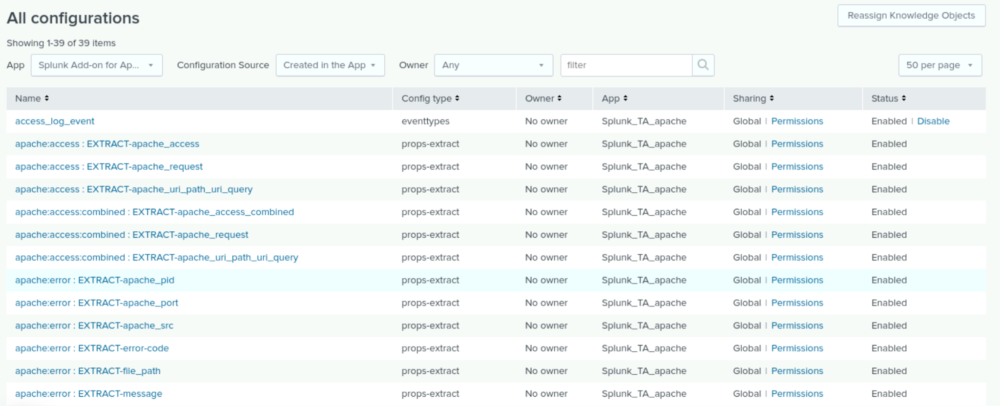 All configurations
Reassign Knowledge Objects
Showing 1-39 of 39 items
App Splunk Add-on for Ap... Configuration Source Created in the App Owner Any filter 50 per page
Name Config type Owner App Sharing Status
access_log_event eventtypes No owner Splunk_TA_apache Global | Permissions Enabled | Disable
apache:access : EXTRACT-apache_access props-extract No owner Splunk_TA_apache Global | Permissions Enabled
apache:access : EXTRACT-apache_request props-extract No owner Splunk_TA_apache Global | Permissions Enabled
apache:access : EXTRACT-apache_uri_path_uri_query props-extract No owner Splunk_TA_apache Global | Permissions Enabled
apache:access:combined : EXTRACT-apache_access_combined props-extract No owner Splunk_TA_apache Global | Permissions Enabled
apache:access:combined : EXTRACT-apache_request props-extract No owner Splunk_TA_apache Global | Permissions Enabled
apache:access:combined : EXTRACT-apache_uri_path_uri_query props-extract No owner Splunk_TA_apache Global | Permissions Enabled
apache:error : EXTRACT-apache_pid props-extract No owner Splunk_TA_apache Global | Permissions Enabled
apache:error : EXTRACT-apache_port props-extract No owner Splunk_TA_apache Global | Permissions Enabled
apache:error : EXTRACT-apache_src props-extract No owner Splunk_TA_apache Global | Permissions Enabled
apache:error : EXTRACT-error-code props-extract No owner Splunk_TA_apache Global | Permissions Enabled
apache:error : EXTRACT-file_path props-extract No owner Splunk_TA_apache Global | Permissions Enabled
apache:error : EXTRACT-message props-extract No owner Splunk_TA_apache Global | Permissions Enabled